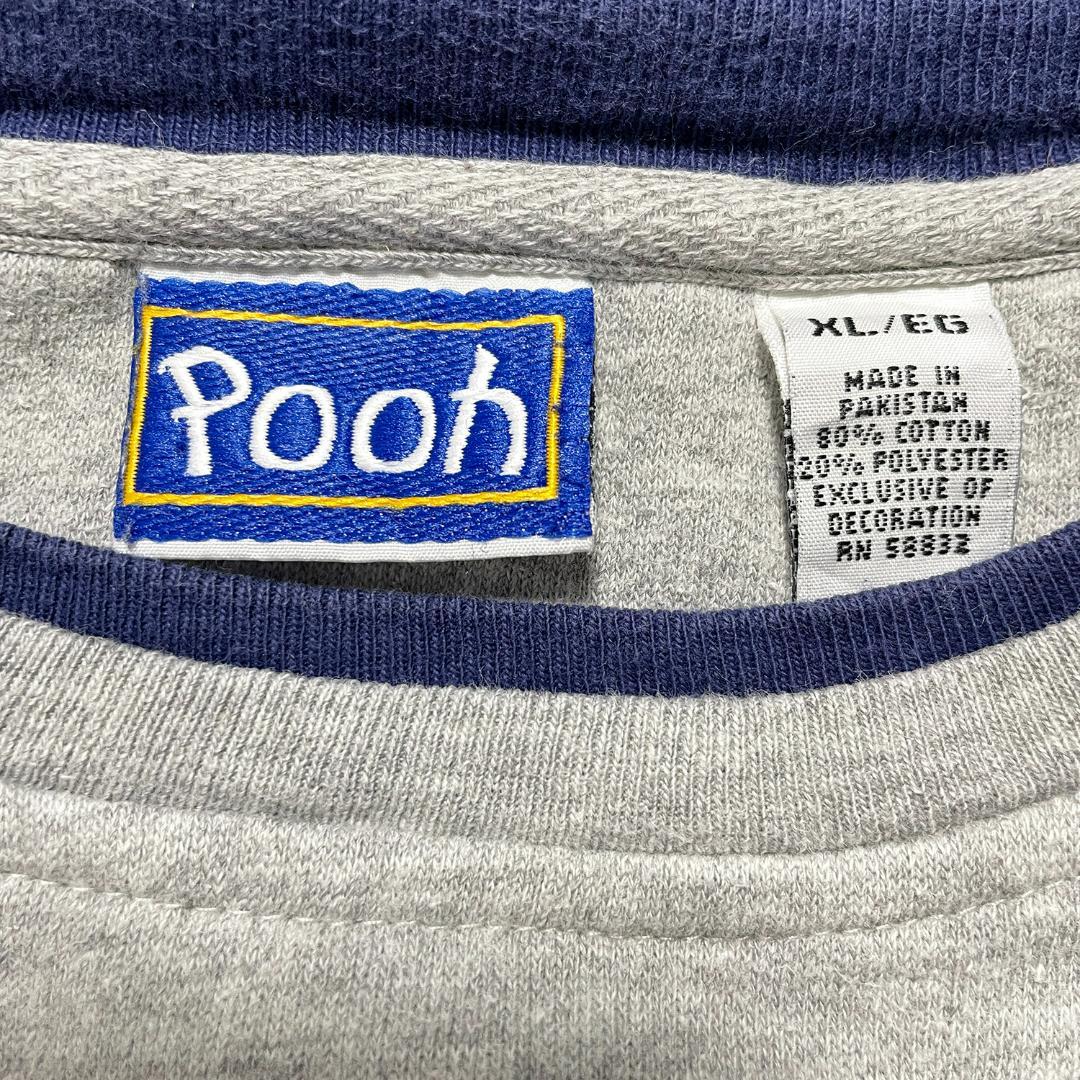 Pooh
XL/EG
MADE IN
PAKISTAN
80% COTTON
20% POLYESTER
EXCLUSIVE OF
DECORATION
RN 58832